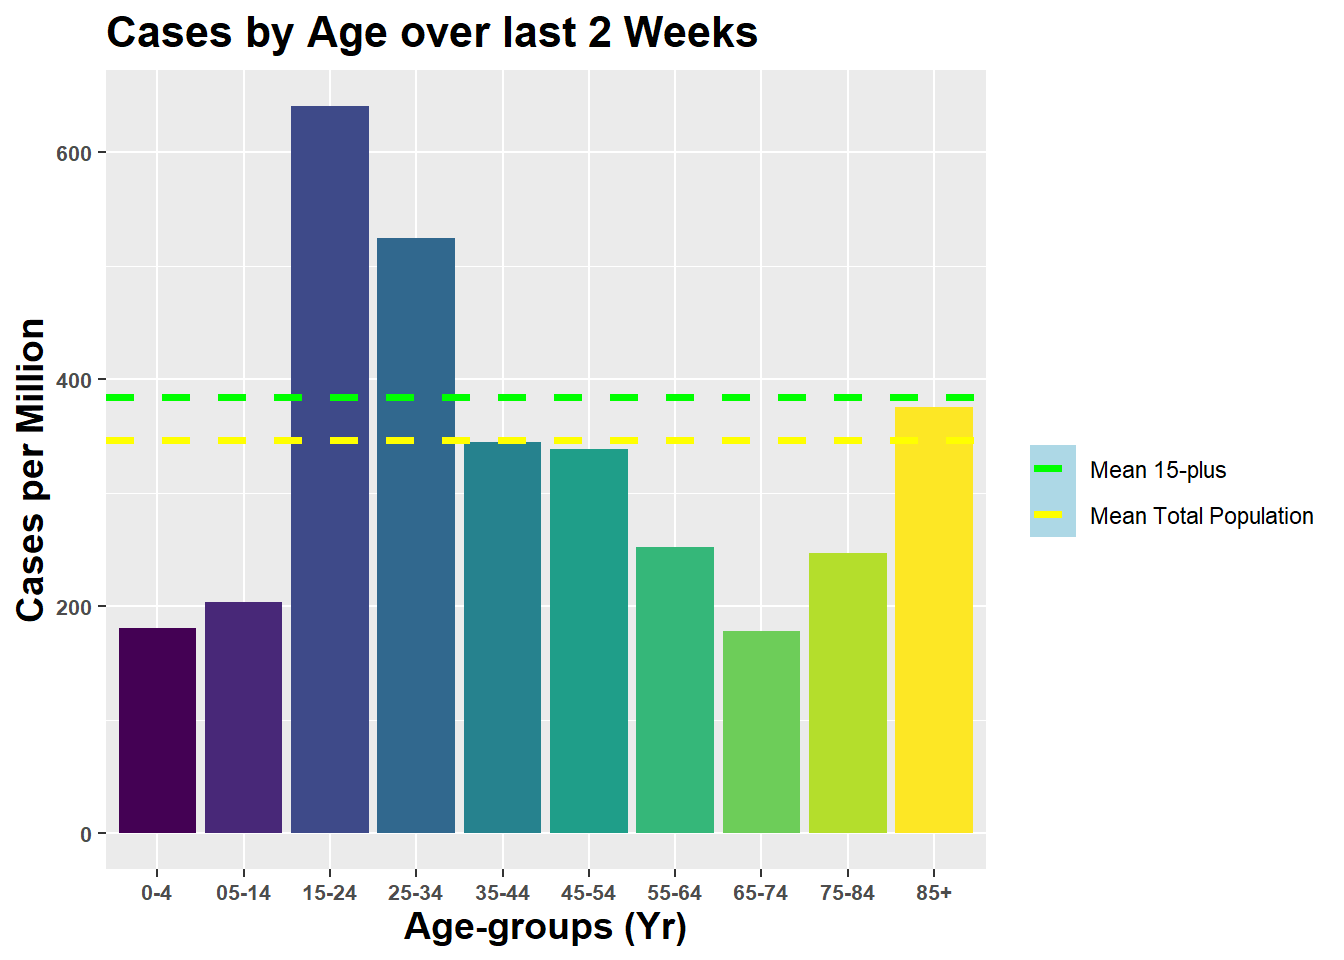 Cases by Age over last 2 Weeks
Cases per Million
600
400
200
0
0-4 05-14 15-24 25-34 35-44 45-54 55-64 65-74 75-84 85+
Age-groups (Yr)
Mean 15-plus
Mean Total Population